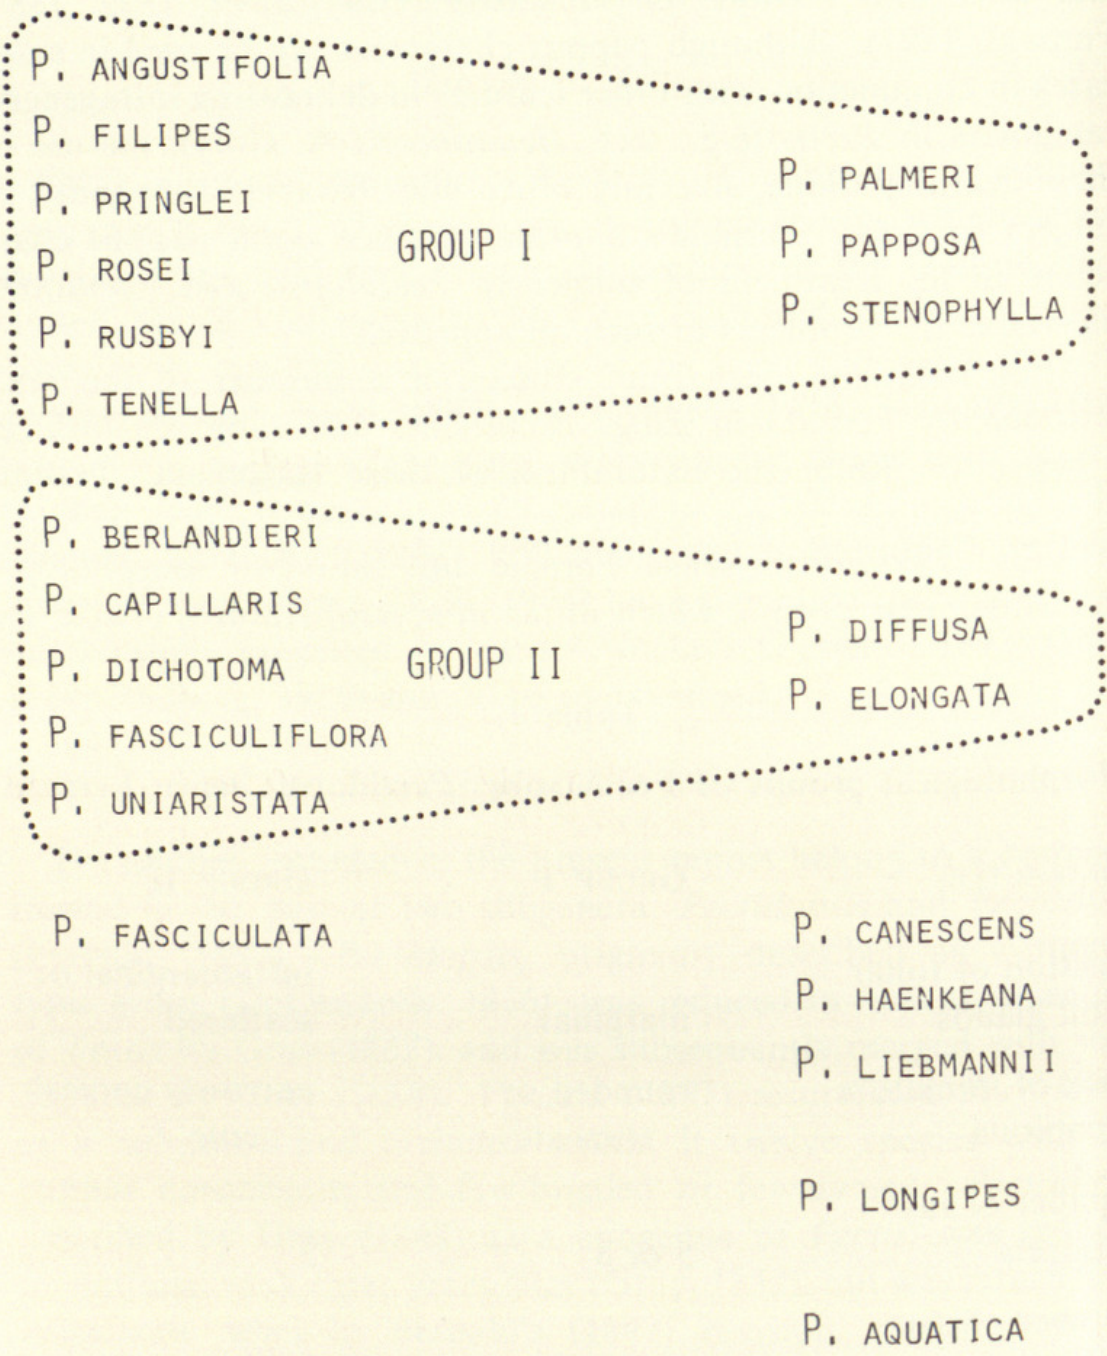 P. ANGUSTIFOLIA
P. FILIPES
P. PRINGLEI
P. ROSEI
P. RUSBYI
P. TENELLA
GROUP I
P. PALMERI
P. PAPPOSA
P. STENOPHYLLA
P. BERLANDIERI
P. CAPILLARIS
P. DICHOTOMA
P. FASCICULIFLORA
P. UNIARISTATA
GROUP II
P. DIFFUSA
P. ELONGATA
P. FASCICULATA
P. CANESCENS
P. HAENKEANA
P. LIEBMANNII
P. LONGIPES
P. AQUATICA